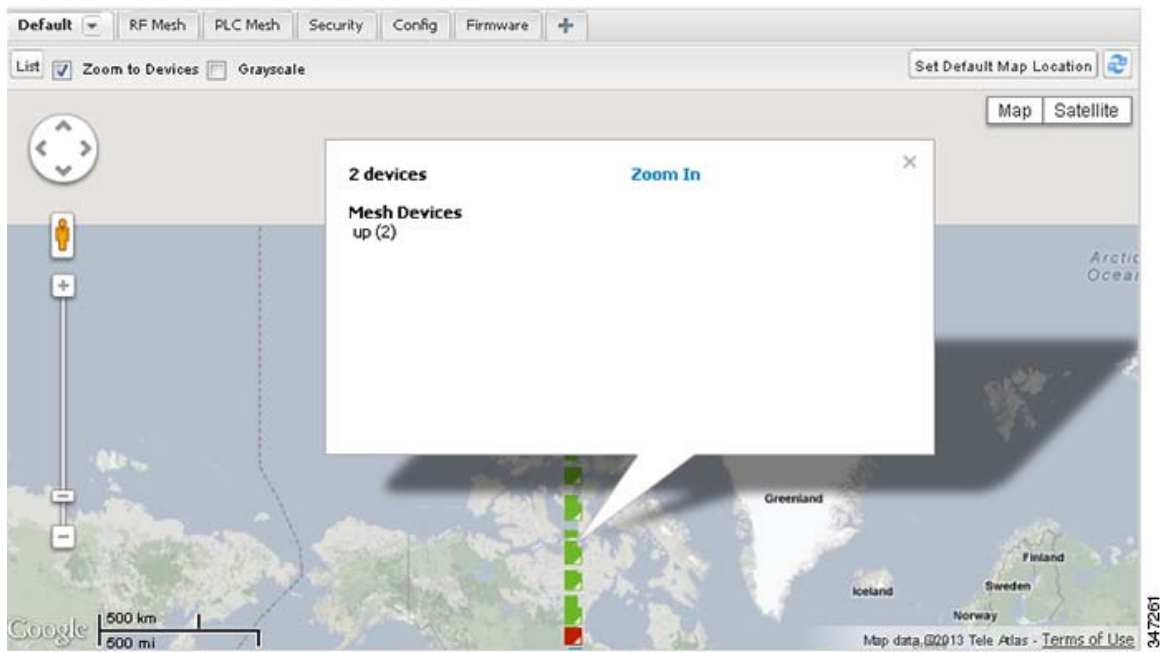 Default RF Mesh PLC Mesh Security Config Firmware
List Zoom to Devices Grayscale Set Default Map Location
Map Satellite
2 devices Zoom In
Mesh Devices
up (2)
Arctic
Ocean
Greenland
Finland
Iceland Sweden
Norway
Google 500 km
500 mi
Map data ©2013 Tele Atlas - Terms of Use
347261